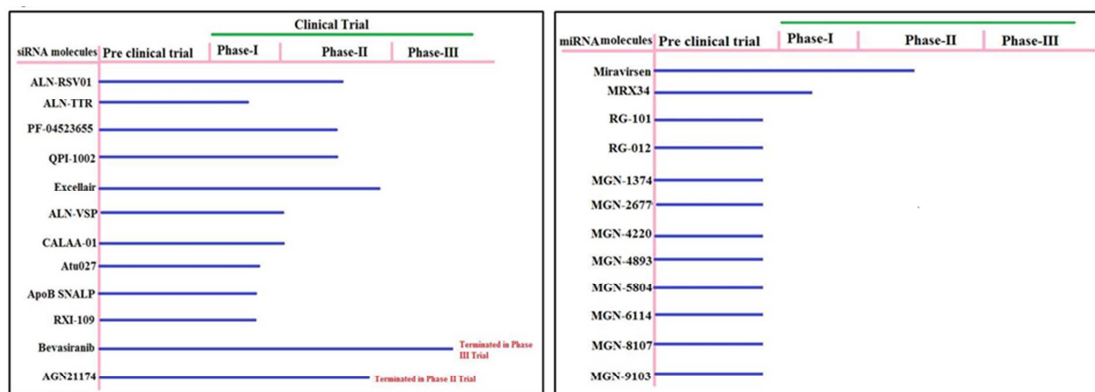 Clinical Trial
siRNA molecules Pre clinical trial Phase-I Phase-II Phase-III
ALN-RSV01
ALN-TTR
PF-04523655
QPI-1002
Excellair
ALN-VSP
CALAA-01
Atu027
ApoB SNALP
RXI-109
Bevasiranib Terminated in Phase
III Trial
AGN21174 Terminated in Phase II Trial
miRNA molecules Pre clinical trial Phase-I Phase-II Phase-III
Miravirsen
MRX34
RG-101
RG-012
MGN-1374
MGN-2677
MGN-4220
MGN-4893
MGN-5804
MGN-6114
MGN-8107
MGN-9103